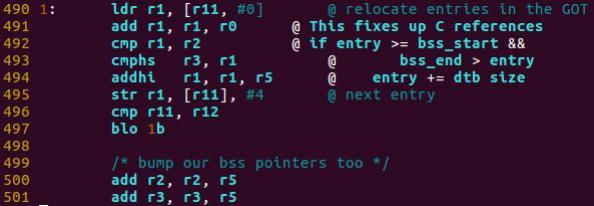 490 1:      ldr r1, [r11, #0]       @ relocate entries in the GOT
491         add r1, r1, r0      @ This fixes up C references
492         cmp r1, r2          @ if entry >= bss_start &&
493         cmphs   r3, r1          @       bss_end > entry
494         addhi   r1, r1, r5      @    entry += dtb size
495         str r1, [r11], #4       @ next entry
496         cmp r11, r12
497         blo 1b
498
499         /* bump our bss pointers too */
500         add r2, r2, r5
501         add r3, r3, r5